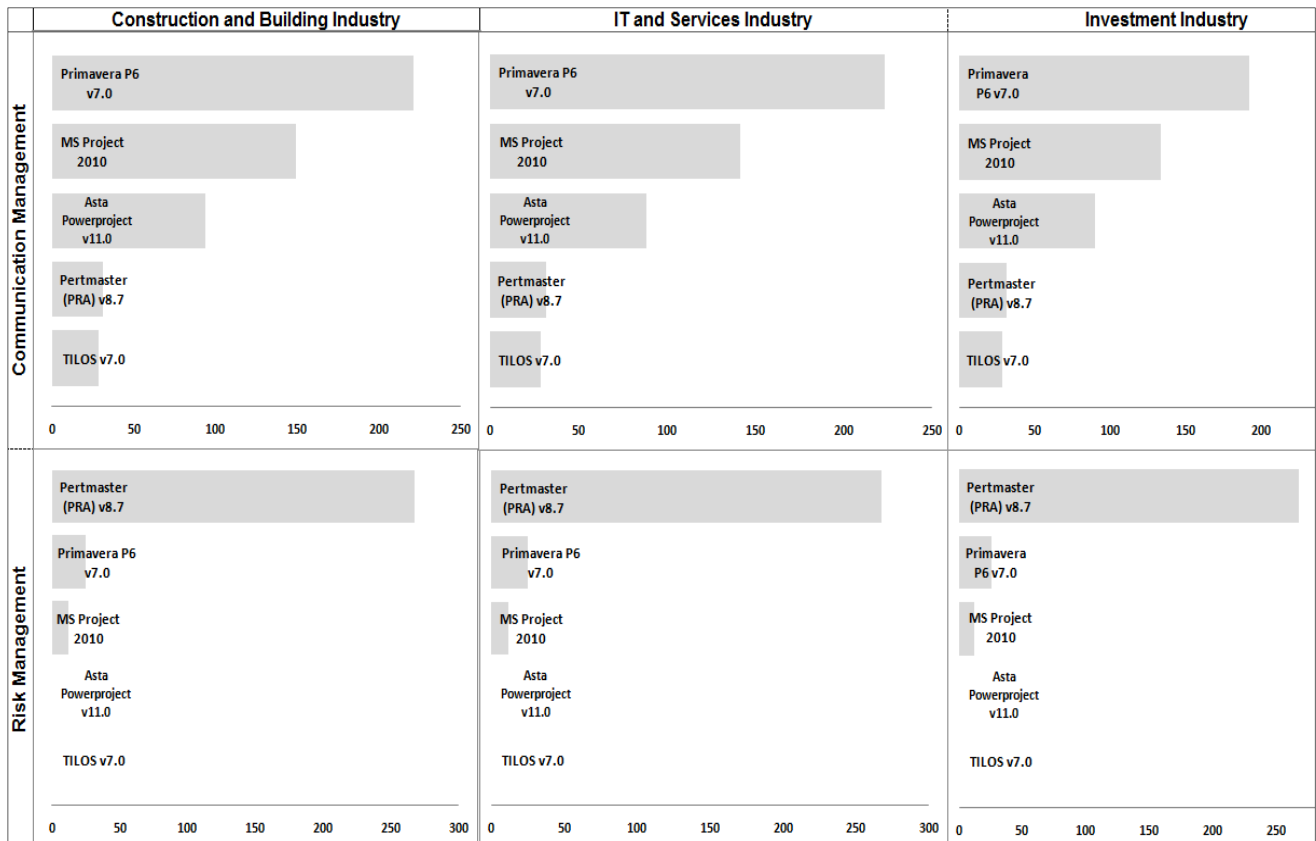 Construction and Building Industry
IT and Services Industry
Investment Industry
Communication Management
Primavera P6
v7.0
MS Project
2010
Asta
Powerproject
v11.0
Pertmaster
(PRA) v8.7
TILOS v7.0
0 50 100 150 200 250
Primavera P6
v7.0
MS Project
2010
Asta
Powerproject
v11.0
Pertmaster
(PRA) v8.7
TILOS v7.0
0 50 100 150 200 250
Primavera
P6 v7.0
MS Project
2010
Asta
Powerproject
v11.0
Pertmaster
(PRA) v8.7
TILOS v7.0
0 50 100 150 200
Risk Management
Pertmaster
(PRA) v8.7
Primavera P6
v7.0
MS Project
2010
Asta
Powerproject
v11.0
TILOS v7.0
0 50 100 150 200 250 300
Pertmaster
(PRA) v8.7
Primavera P6
v7.0
MS Project
2010
Asta
Powerproject
v11.0
TILOS v7.0
0 50 100 150 200 250 300
Pertmaster
(PRA) v8.7
Primavera
P6 v7.0
MS Project
2010
Asta
Powerproject
v11.0
TILOS v7.0
0 50 100 150 200 250